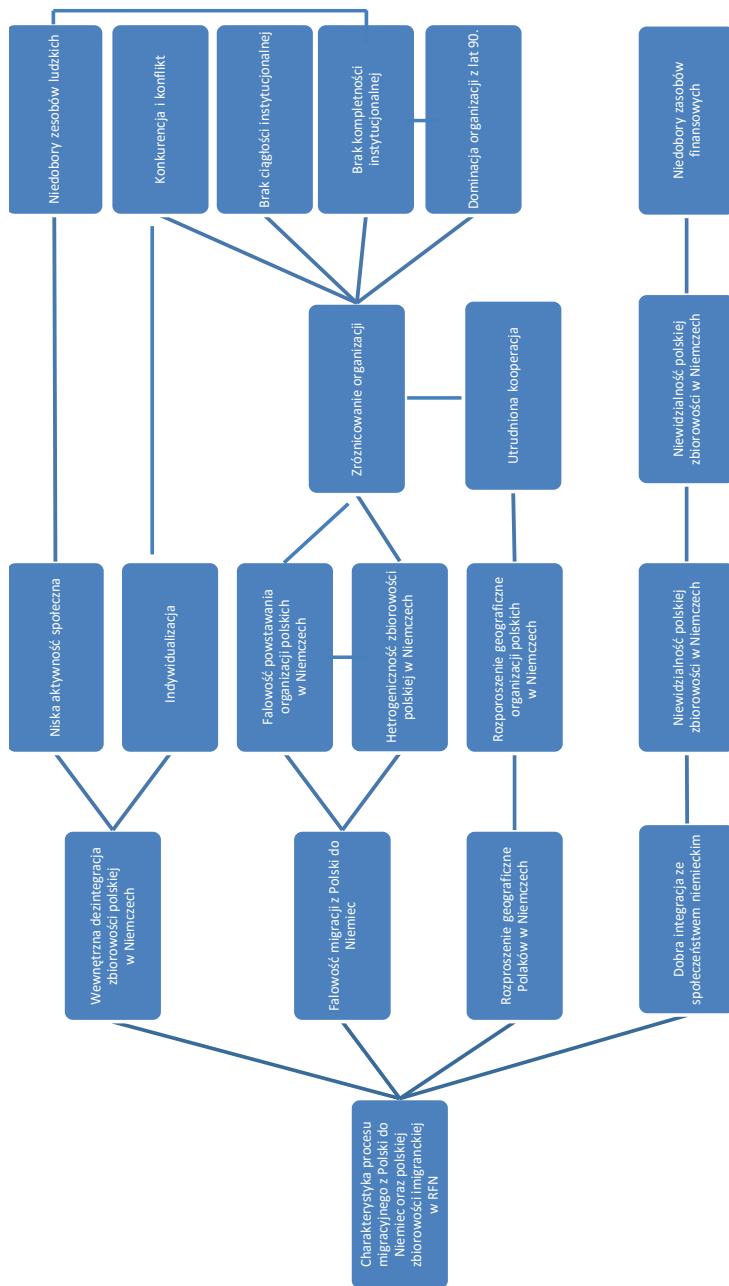 Charakterystyka procesu
migracyjnego z Polski do
Niemiec oraz polskiej
zbiorowości imigranckiej
w RFN
Wewnętrzna dezintegracja
zbiorowości polskiej
w Niemczech
Falowość migracji z Polski do
Niemiec
Rozproszenie geograficzne
Polaków w Niemczech
Dobra integracja ze
społeczeństwem niemieckim
Niska aktywność społeczna
Indywidualizacja
Falowość powstawania
organizacji polskich
w Niemczech
Hetrogeniczność zbiorowości
polskiej w Niemczech
Rozporoszenie geograficzne
organizacji polskich
w Niemczech
Niewidzialność polskiej
zbiorowości w Niemczech
Zróznicowanie organizacji
Utrudniona kooperacja
Niewidzialność polskiej
zbiorowości w Niemczech
Niedobory zesobów ludzkich
Konkurencja i konflikt
Brak ciągłości instytucjonalnej
Brak kompletności
instytucjonalnej
Dominacja organizacji z lat 90.
Niedobory zasobów
finansowych